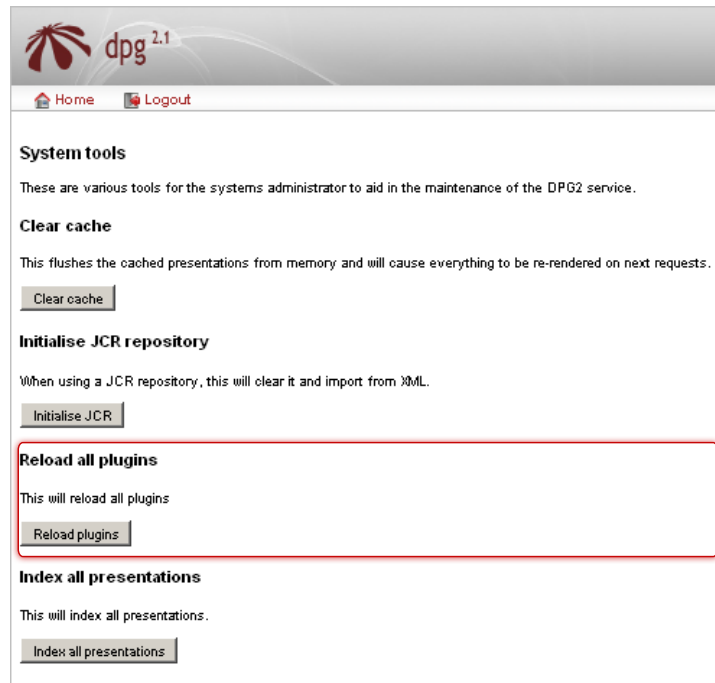 dpg 2.1
Home Logout
System tools
These are various tools for the systems administrator to aid in the maintenance of the DPG2 service.
Clear cache
This flushes the cached presentations from memory and will cause everything to be re-rendered on next requests.
Clear cache
Initialise JCR repository
When using a JCR repository, this will clear it and import from XML.
Initialise JCR
Reload all plugins
This will reload all plugins
Reload plugins
Index all presentations
This will index all presentations.
Index all presentations